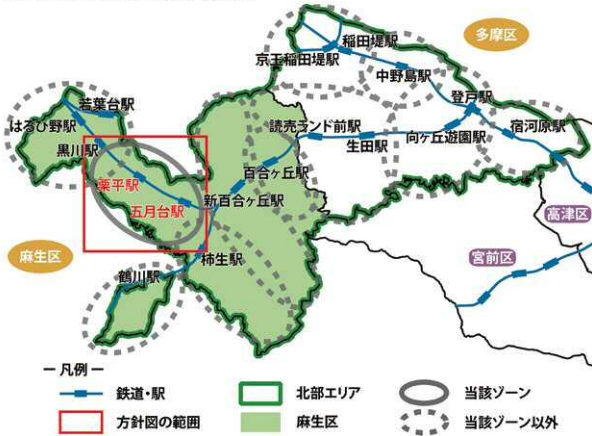 多摩区
稲田堤駅
京王稲田堤駅
中野島駅
登戸駅
若葉台駅
はるひ野駅
読売ランド前駅
宿河原駅
黒川駅
生田駅
向ヶ丘遊園駅
百合ヶ丘駅
栗平駅
五月台駅
新百合ヶ丘駅
高津区
麻生区
柿生駅
宮前区
鶴川駅
― 凡例 ―
鉄道・駅
北部エリア
当該ゾーン
方針図の範囲
麻生区
当該ゾーン以外